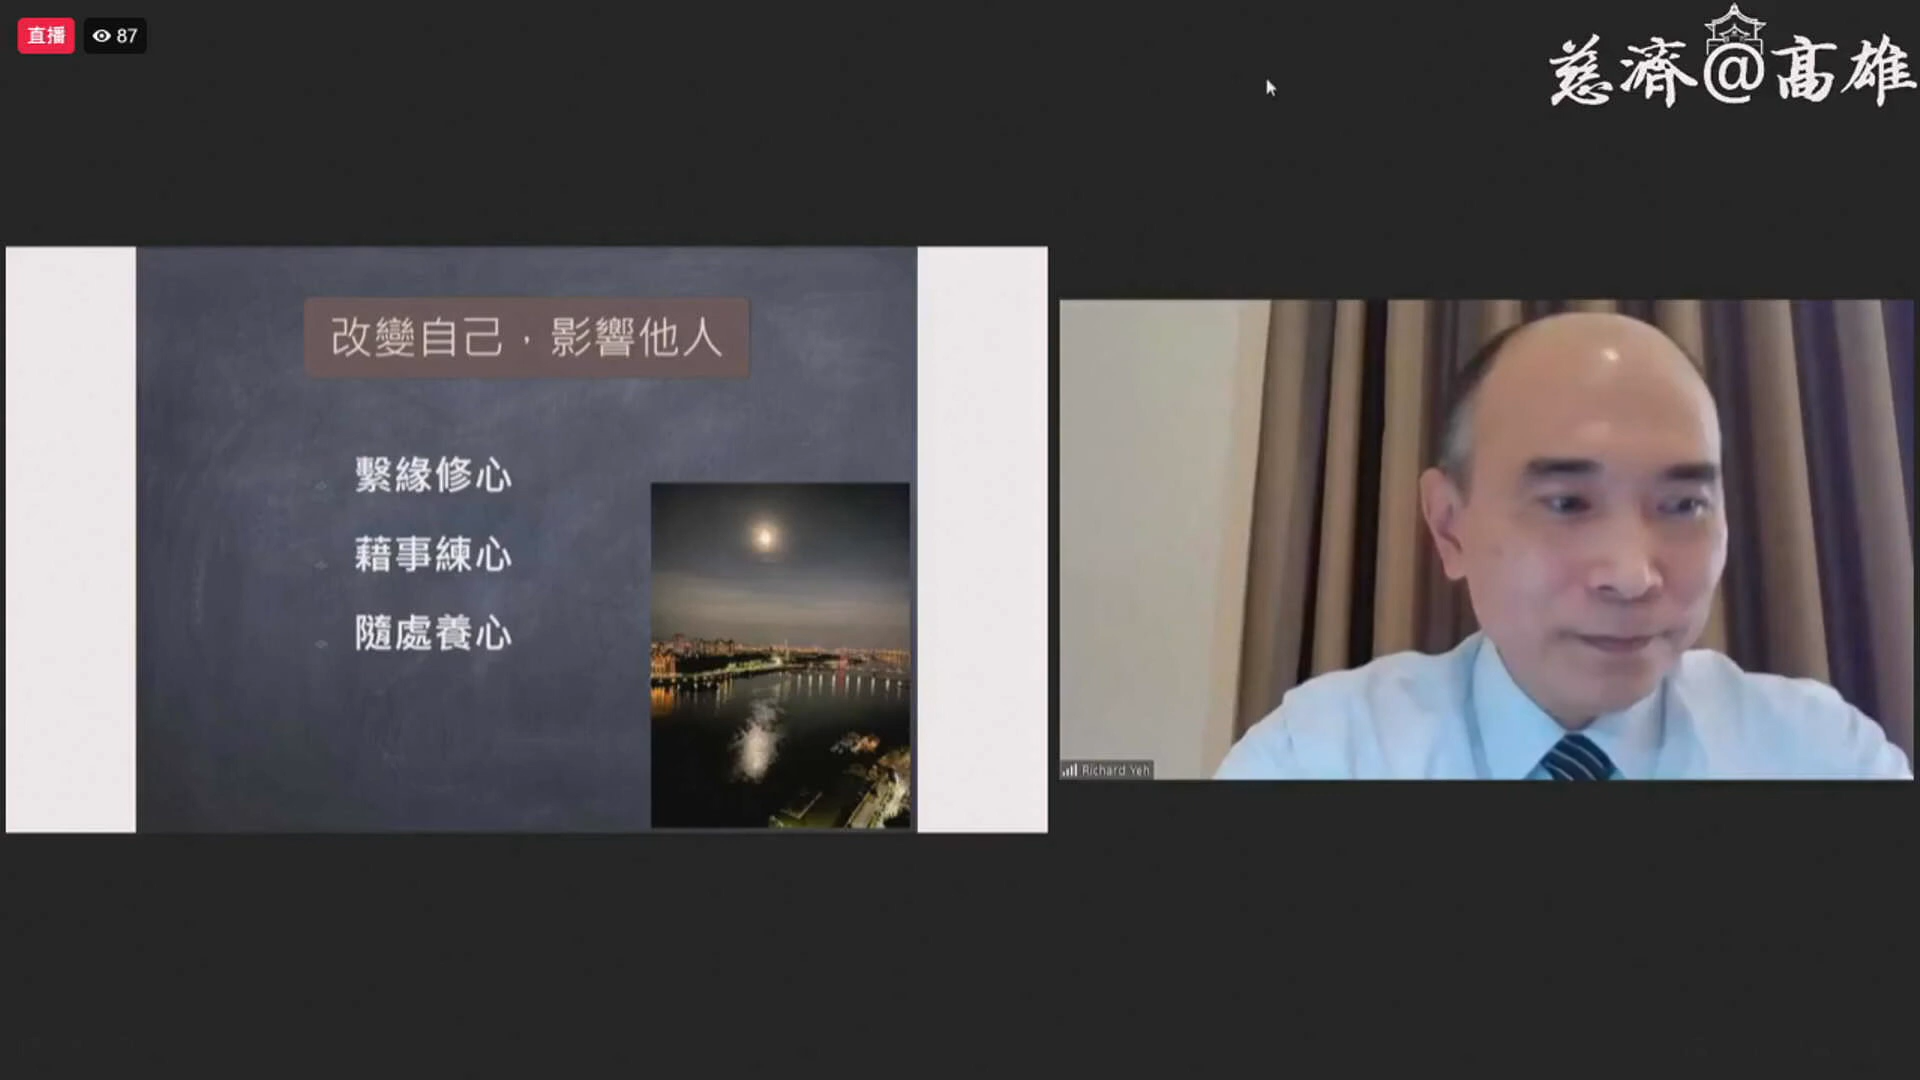 直播 87
慈濟@高雄
改變自己，影響他人
繫緣修心
藉事練心
隨處養心
Richard Yeh